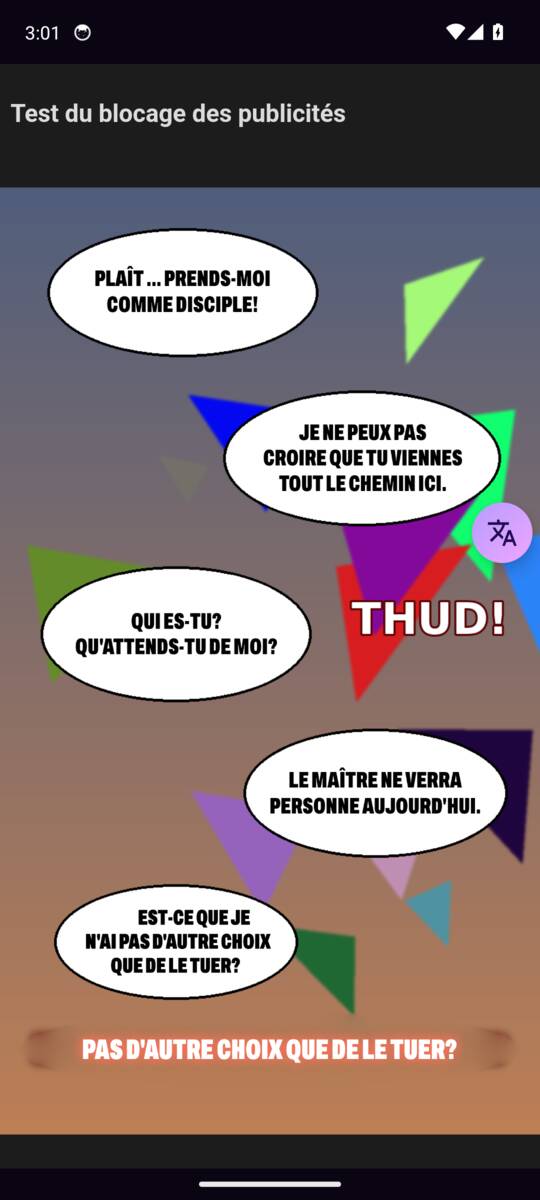 3:01
Test du blocage des publicités
PLAÎT ... PRENDS-MOI
COMME DISCIPLE!
JE NE PEUX PAS
CROIRE QUE TU VIENNES
TOUT LE CHEMIN ICI.
QUI ES-TU?
QU'ATTENDS-TU DE MOI?
THUD!
LE MAÎTRE NE VERRA
PERSONNE AUJOURD'HUI.
EST-CE QUE JE
N'AI PAS D'AUTRE CHOIX
QUE DE LE TUER?
PAS D'AUTRE CHOIX QUE DE LE TUER?